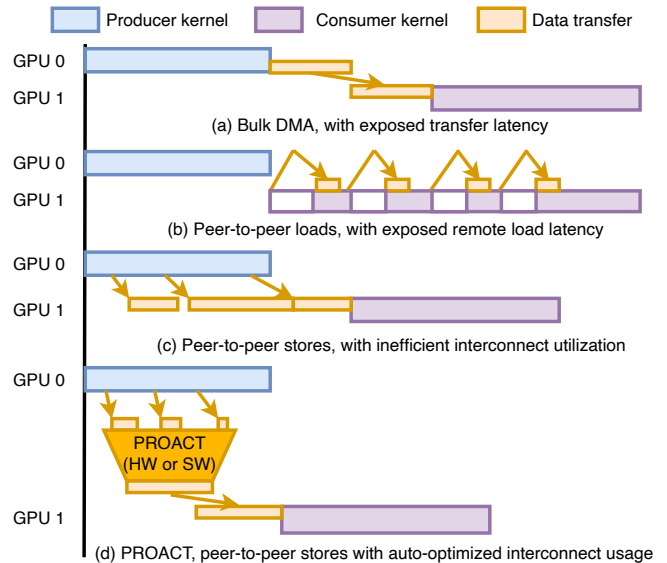 Producer kernel Consumer kernel Data transfer
GPU 0
GPU 1
(a) Bulk DMA, with exposed transfer latency
GPU 0
GPU 1
(b) Peer-to-peer loads, with exposed remote load latency
GPU 0
GPU 1
(c) Peer-to-peer stores, with inefficient interconnect utilization
GPU 0
PROACT
(HW or SW)
GPU 1
(d) PROACT, peer-to-peer stores with auto-optimized interconnect usage